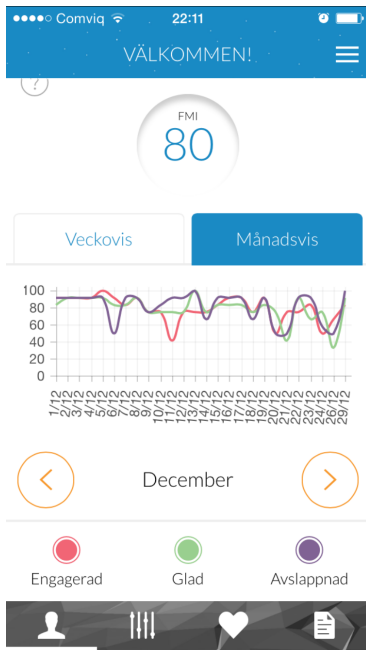 Comviq 22:11
VÄLKOMMEN!
?
FMI
80
Veckovis Månadsvis
100
80
60
40
20
0
1/12 2/12 3/12 4/12 5/12 6/12 7/12 8/12 9/12 10/12 11/12 12/12 13/12 14/12 15/12 16/12 17/12 18/12 19/12 20/12 21/12 22/12 23/12 24/12 26/12 29/12
December
Engagerad Glad Avslappnad